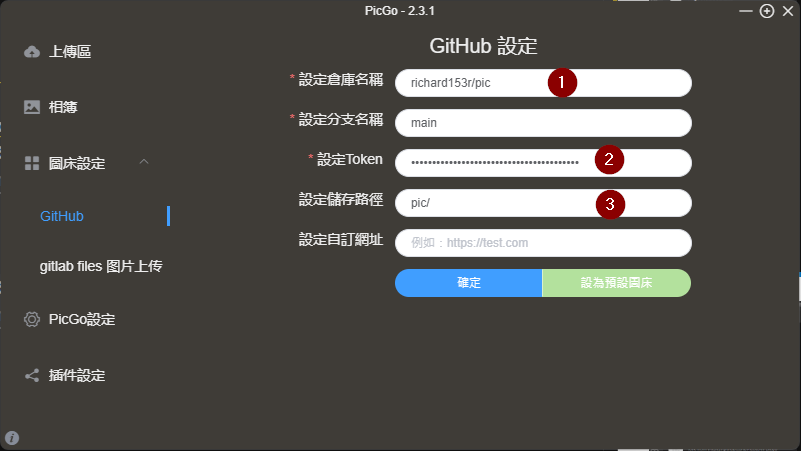 PicGo - 2.3.1
上傳區
相簿
圖床設定
GitHub
gitlab files 图片上传
PicGo設定
插件設定
GitHub 設定
* 設定倉庫名稱 richard153r/pic 1
* 設定分支名稱 main
* 設定Token •••••••••••••••••••••••••••••••••••••••• 2
設定儲存路徑 pic/ 3
設定自訂網址 例如：https://test.com
確定 設為預設圖床